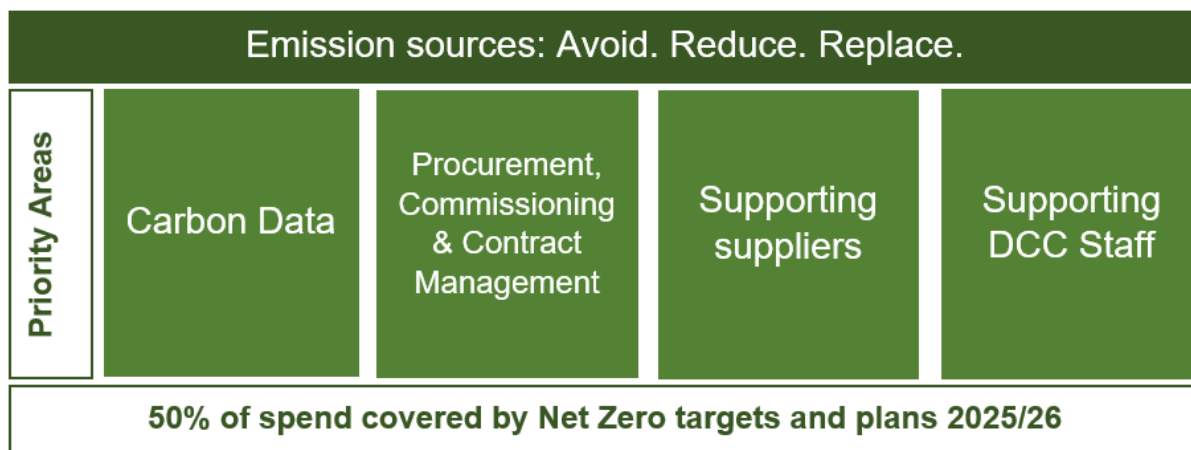 Emission sources: Avoid. Reduce. Replace.
Priority Areas
Carbon Data
Procurement,
Commissioning
& Contract
Management
Supporting
suppliers
Supporting
DCC Staff
50% of spend covered by Net Zero targets and plans 2025/26